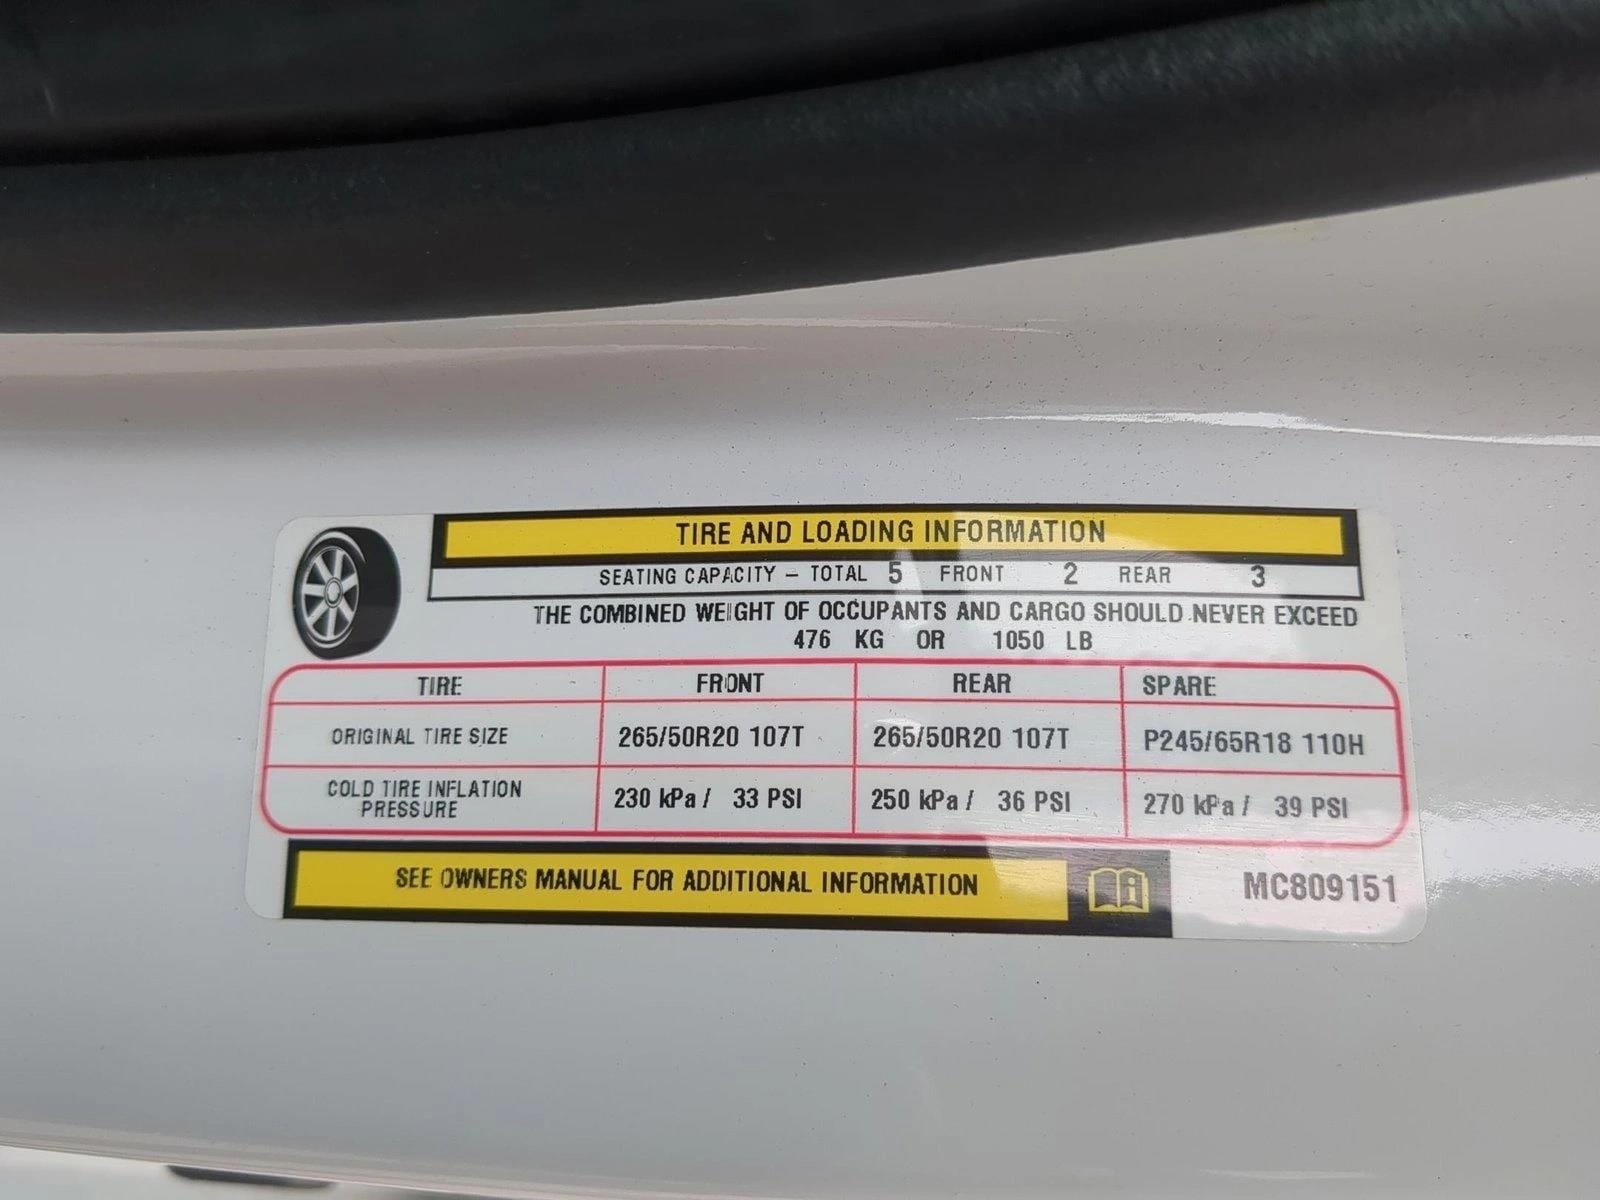 TIRE AND LOADING INFORMATION
SEATING CAPACITY – TOTAL 5 FRONT 2 REAR 3
THE COMBINED WEIGHT OF OCCUPANTS AND CARGO SHOULD NEVER EXCEED
476 KG OR 1050 LB
TIRE FRONT REAR SPARE
ORIGINAL TIRE SIZE 265/50R20 107T 265/50R20 107T P245/65R18 110H
COLD TIRE INFLATION
PRESSURE 230 kPa / 33 PSI 250 kPa / 36 PSI 270 kPa / 39 PSI
SEE OWNERS MANUAL FOR ADDITIONAL INFORMATION
MC809151